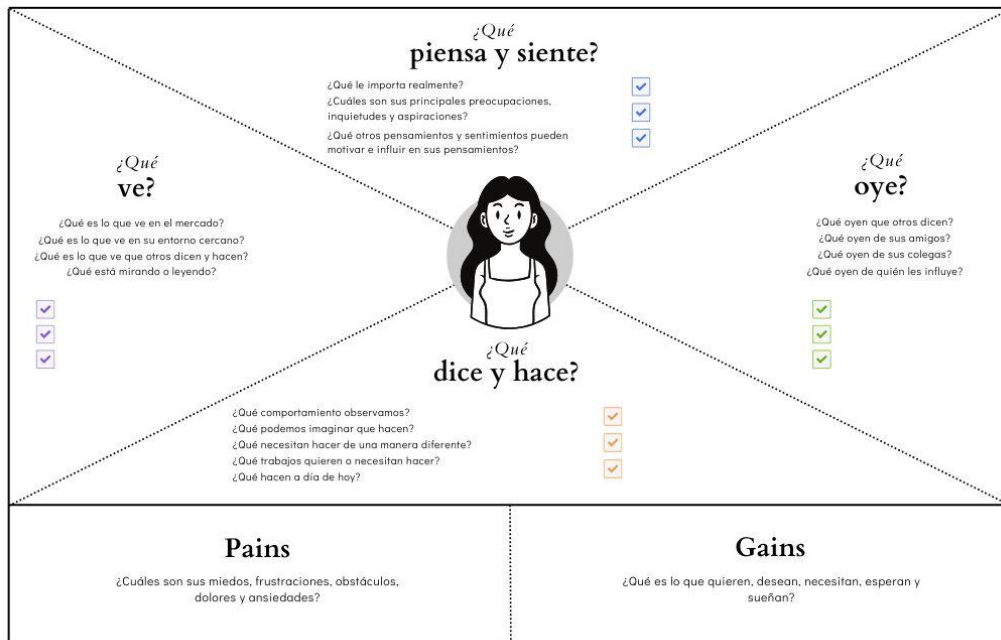 ¿Qué
piensa y siente?
¿Qué le importa realmente?
¿Cuáles son sus principales preocupaciones,
inquietudes y aspiraciones?
¿Qué otros pensamientos y sentimientos pueden
motivar e influir en sus pensamientos?
¿Qué
ve?
¿Qué es lo que ve en el mercado?
¿Qué es lo que ve en su entorno cercano?
¿Qué es lo que ve que otros dicen y hacen?
¿Qué está mirando o leyendo?
¿Qué
oye?
¿Qué oyen que otros dicen?
¿Qué oyen de sus amigos?
¿Qué oyen de sus colegas?
¿Qué oyen de quién les influye?
¿Qué
dice y hace?
¿Qué comportamiento observamos?
¿Qué podemos imaginar que hacen?
¿Qué necesitan hacer de una manera diferente?
¿Qué trabajos quieren o necesitan hacer?
¿Qué hacen a día de hoy?
Pains
¿Cuáles son sus miedos, frustraciones, obstáculos,
dolores y ansiedades?
Gains
¿Qué es lo que quieren, desean, necesitan, esperan y
sueñan?